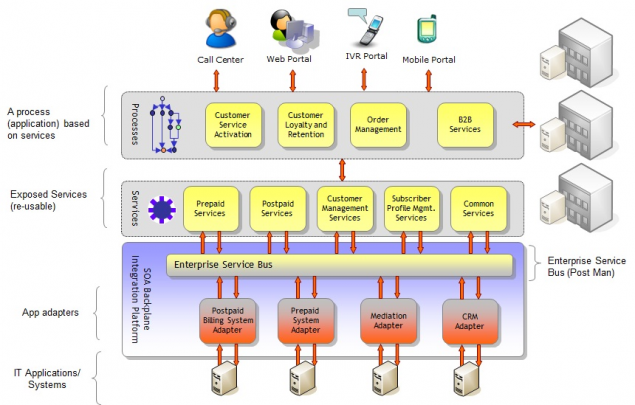 Call Center
Web Portal
IVR Portal
Mobile Portal
A process
(application) based
on services
Processes
Customer
Service
Activation
Customer
Loyalty and
Retention
Order
Management
B2B
Services
Exposed Services
(re-usable)
Services
Prepaid
Services
Postpaid
Services
Customer
Management
Services
Subscriber
Profile Mgmt.
Services
Common
Services
SOA Backplane
Integration Platform
Enterprise Service Bus
Enterprise Service
Bus (Post Man)
App adapters
Postpaid
Billing System
Adapter
Prepaid
System
Adapter
Mediation
Adapter
CRM
Adapter
IT Applications/
Systems